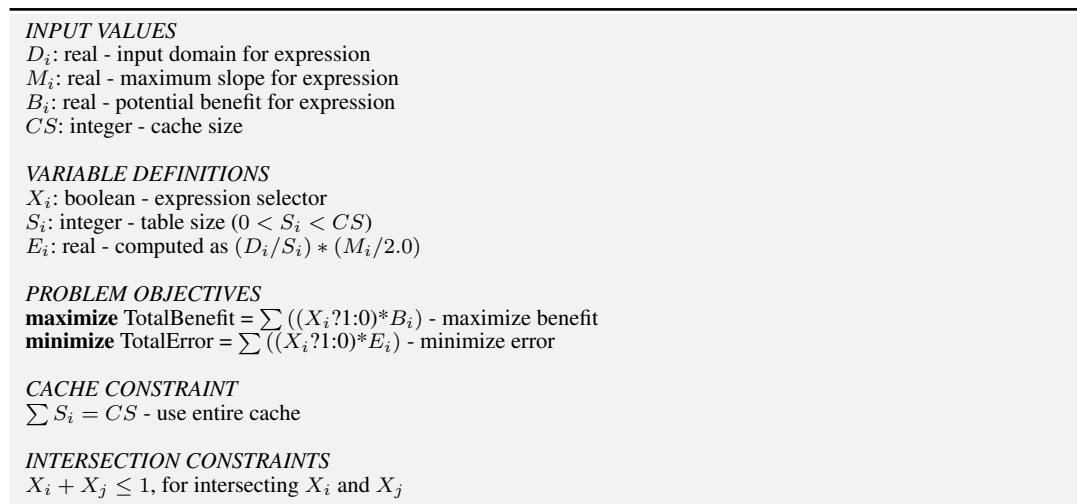 INPUT VALUES
D_i: real - input domain for expression
M_i: real - maximum slope for expression
B_i: real - potential benefit for expression
CS: integer - cache size
VARIABLE DEFINITIONS
X_i: boolean - expression selector
S_i: integer - table size (0 < S_i < CS)
E_i: real - computed as (D_i/S_i) ∗ (M_i/2.0)
PROBLEM OBJECTIVES
maximize TotalBenefit = ∑ ((X_i?1:0)*B_i) - maximize benefit
minimize TotalError = ∑ ((X_i?1:0)*E_i) - minimize error
CACHE CONSTRAINT
∑ S_i = CS - use entire cache
INTERSECTION CONSTRAINTS
X_i + X_j ≤ 1, for intersecting X_i and X_j